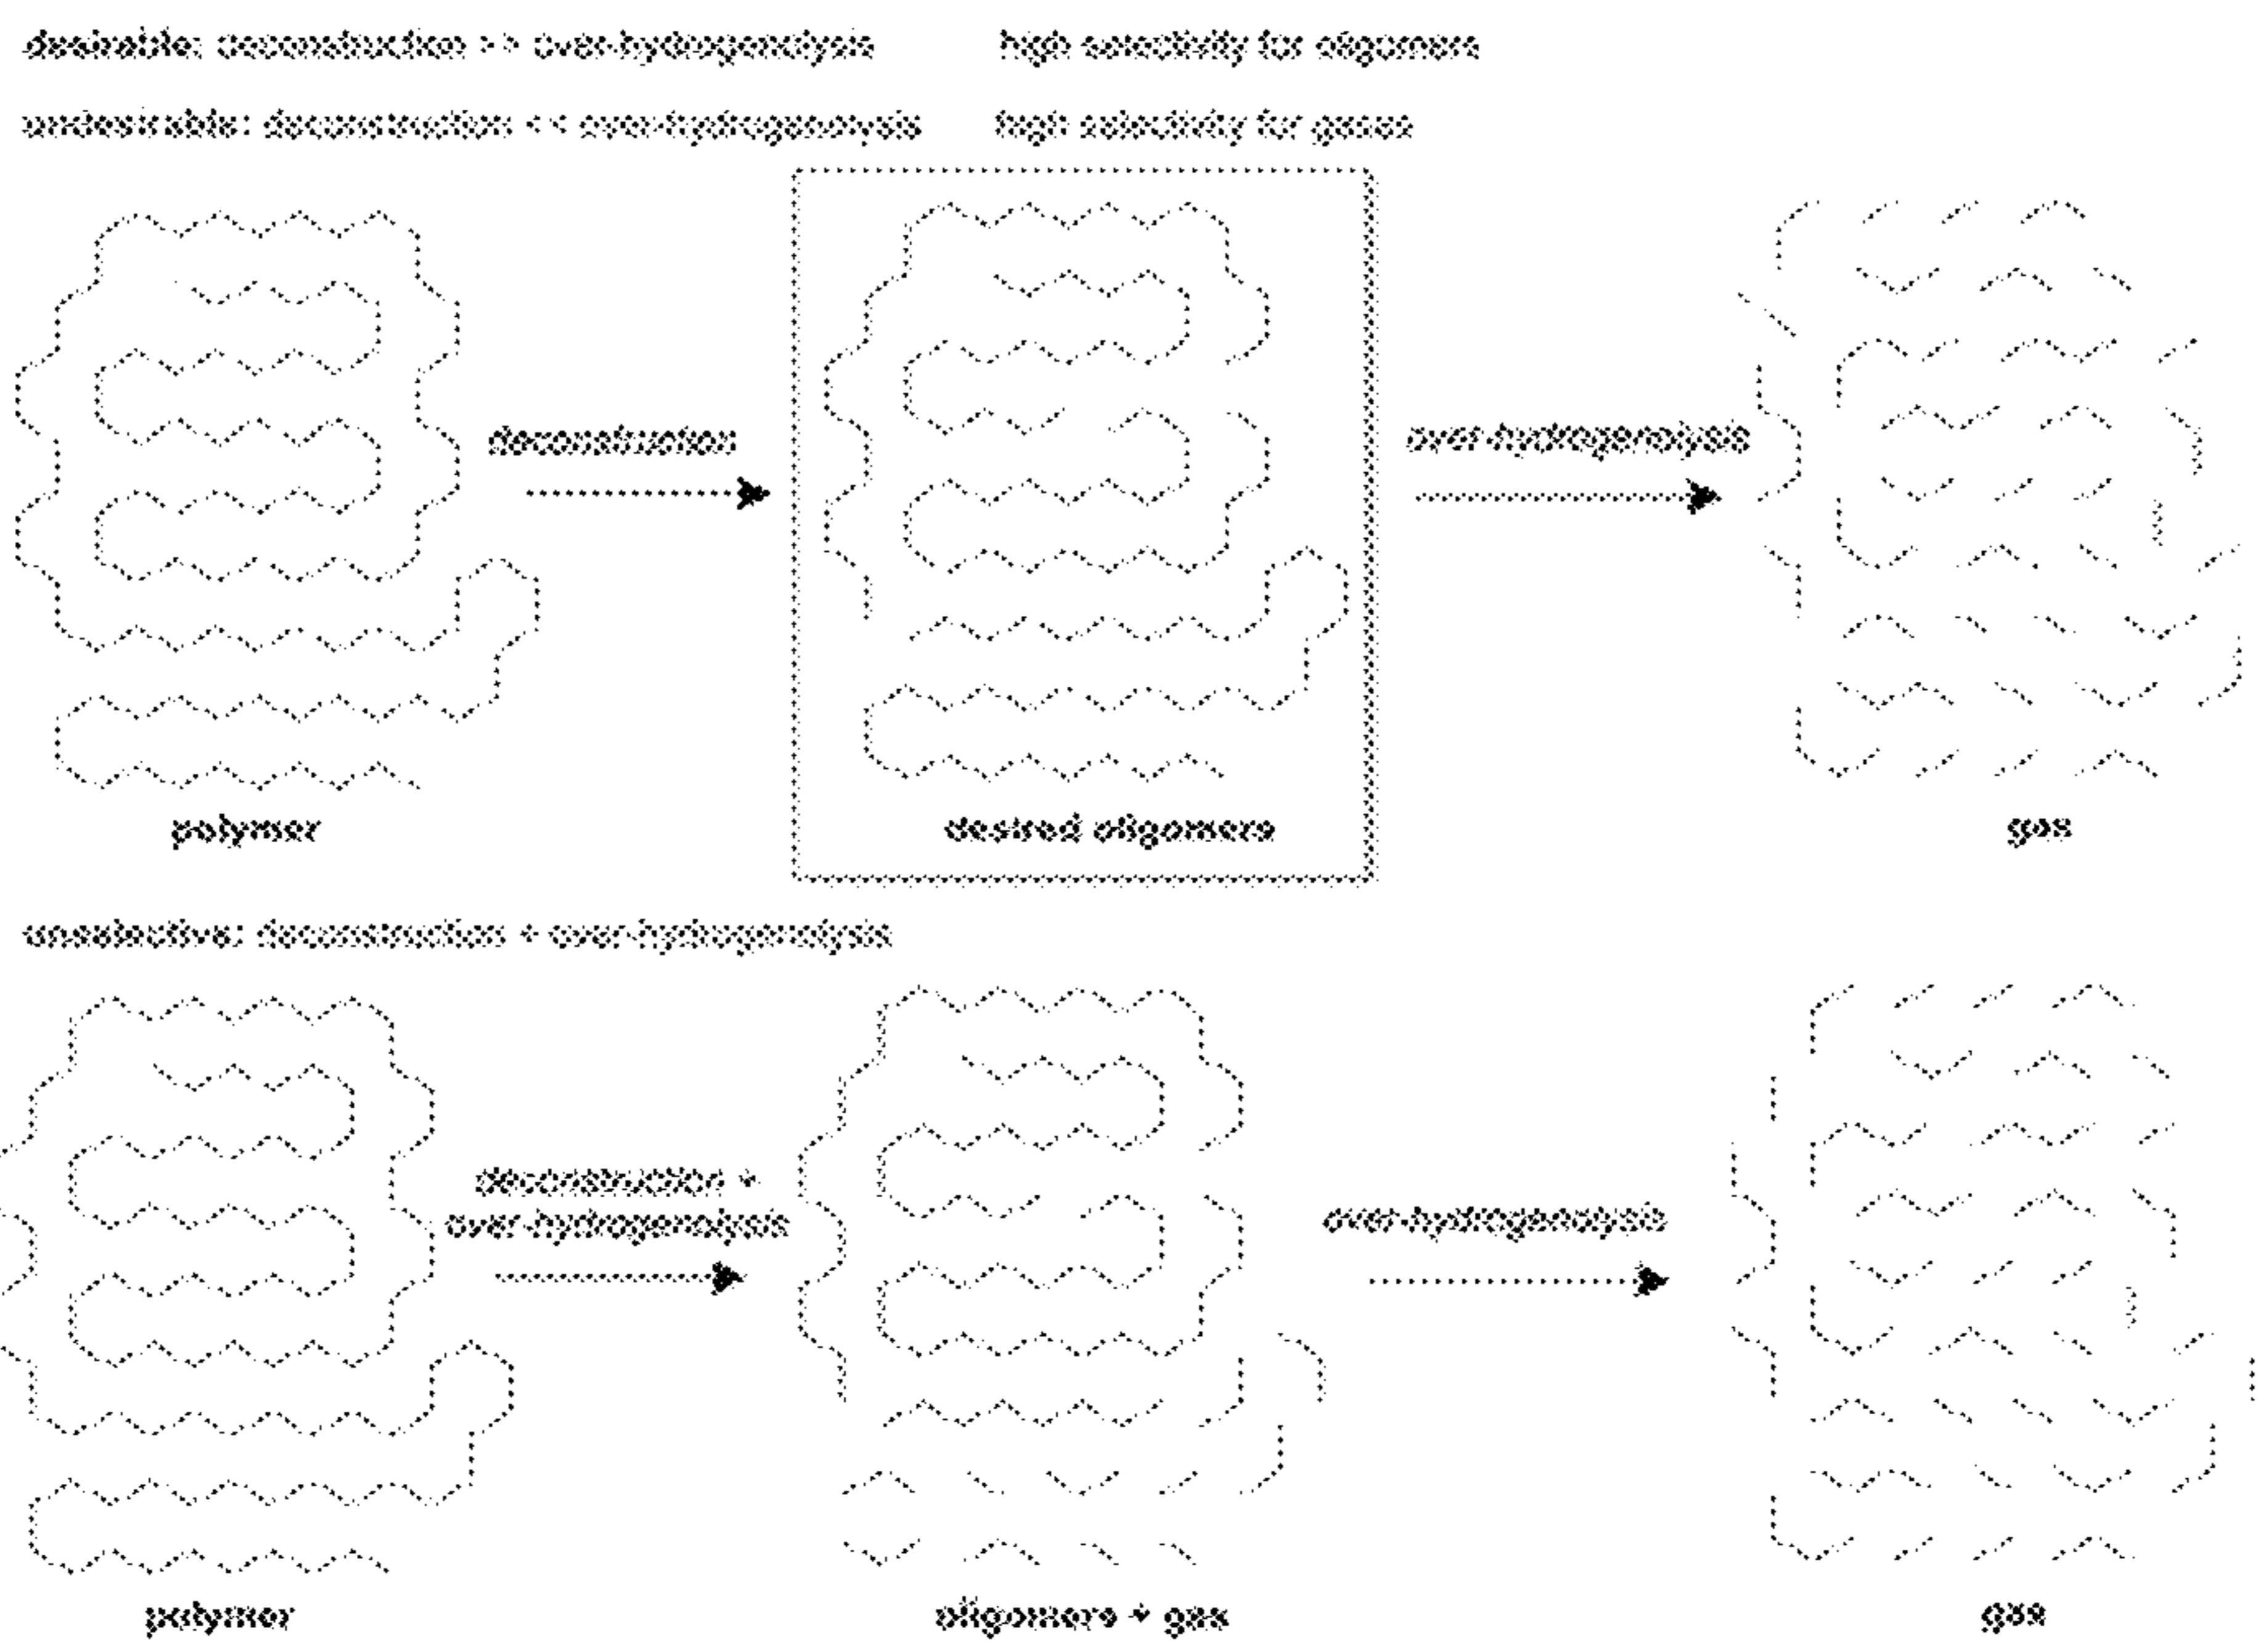 desirable: deconstruction >> over-hydrogenolysis high selectivity for oligomers
undesirable: deconstruction << over-hydrogenolysis high selectivity for gases
deconstruction
over-hydrogenolysis
polymer
desired oligomers
gas
unselective: deconstruction + over-hydrogenolysis
deconstruction +
over-hydrogenolysis
over-hydrogenolysis
polymer
oligomers + gas
gas